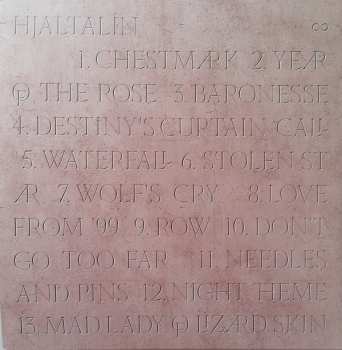 HJALTALÍN ∞
1. CHESTMARK 2. YEAR
OF THE ROSE 3. BARONESSE
4. DESTINY'S CURTAIN CALL
5. WATERFALL 6. STOLEN ST
ÆR 7. WOLF'S CRY 8. LOVE
FROM '99 9. ROW 10. DON'T
GO TOO FAR 11. NEEDLES
AND PINS 12. NIGHT HEME
13. MAD LADY OF LIZARD SKIN